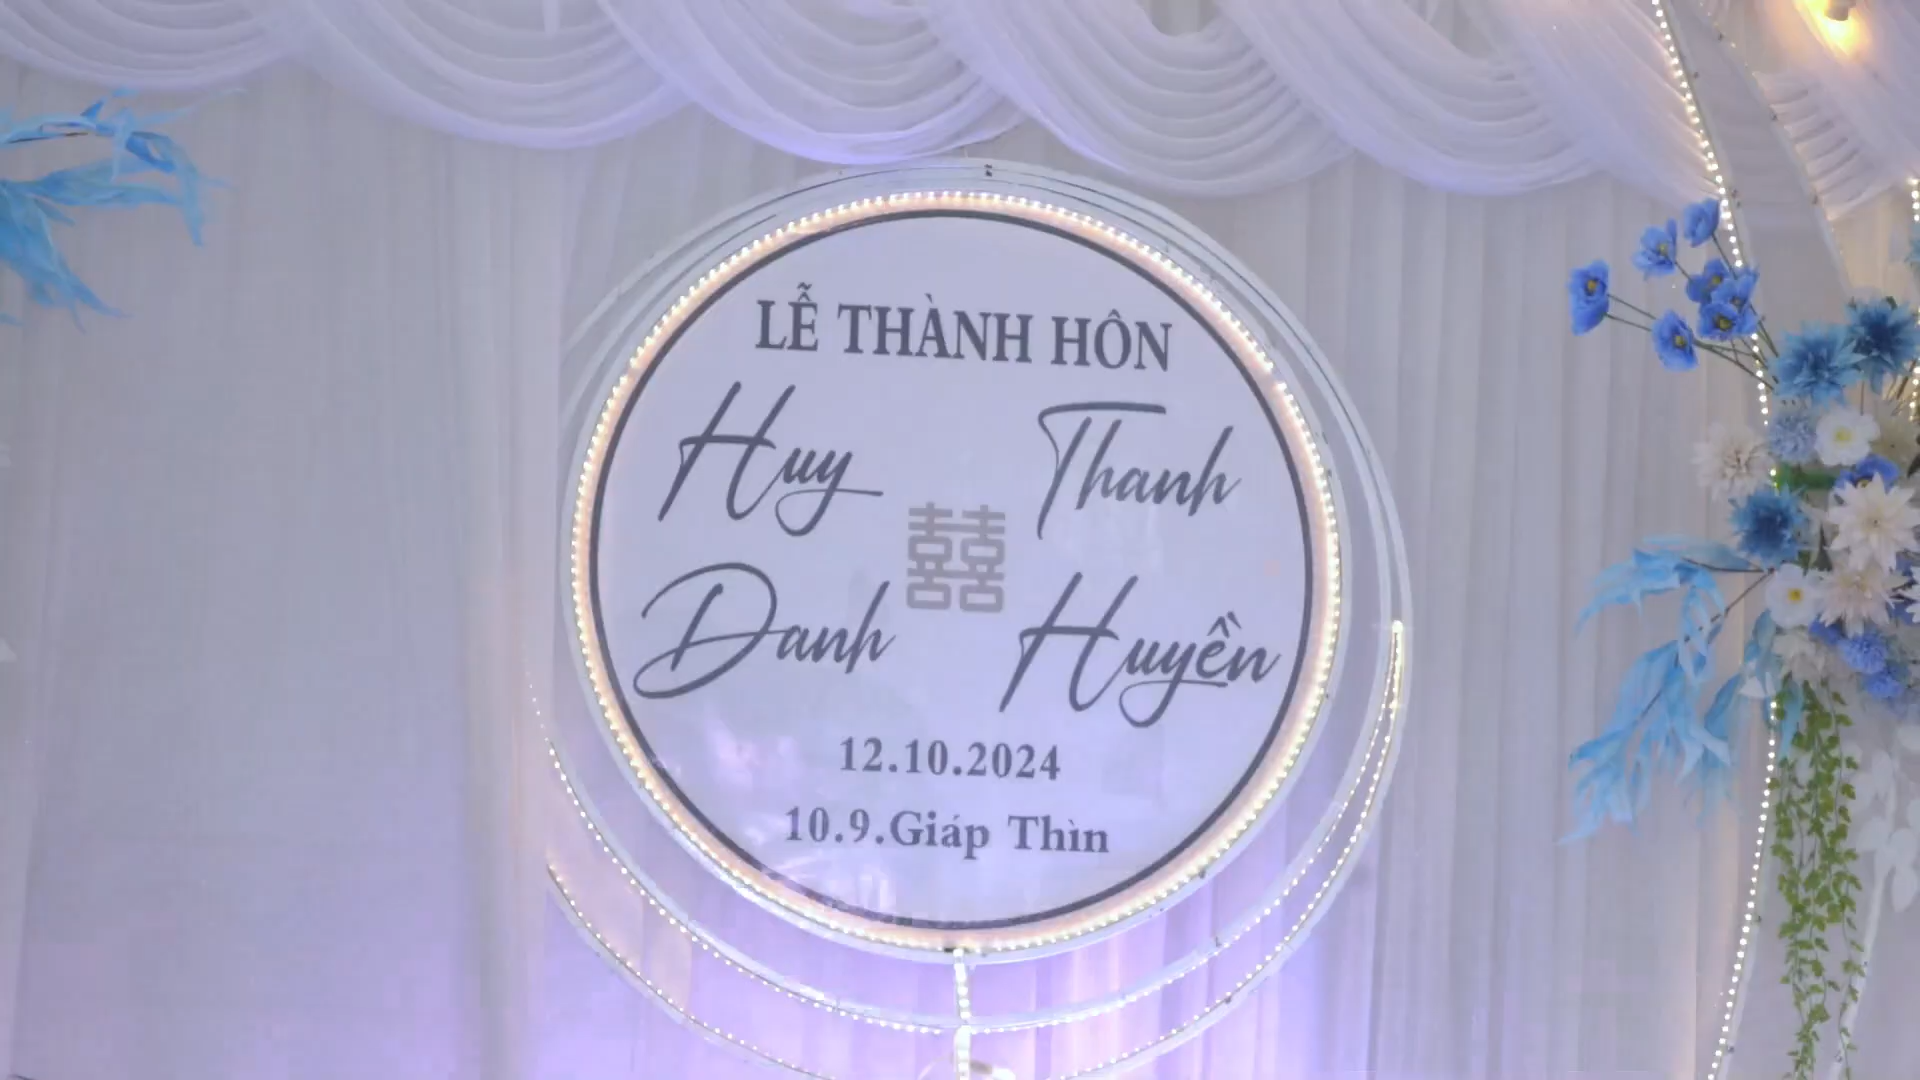 LỄ THÀNH HÔN
Huy Danh
囍
Thanh Huyền
12.10.2024
10.9.Giáp Thìn